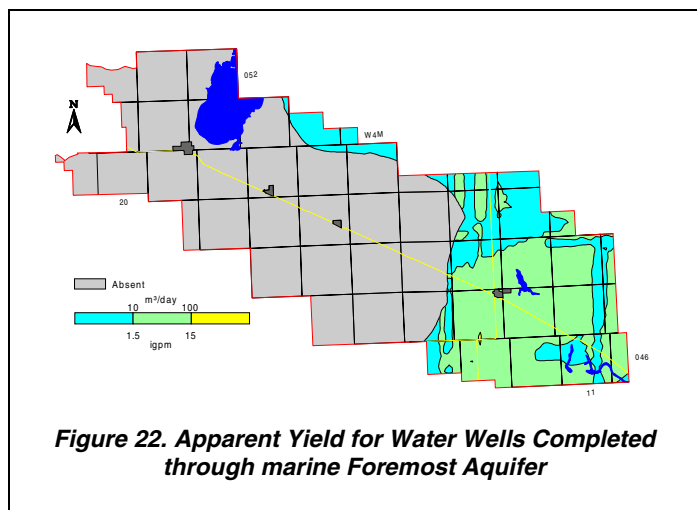 052
N
W4M
20
Absent
m³/day
10 100
1.5 15
igpm
046
11
Figure 22. Apparent Yield for Water Wells Completed
through marine Foremost Aquifer